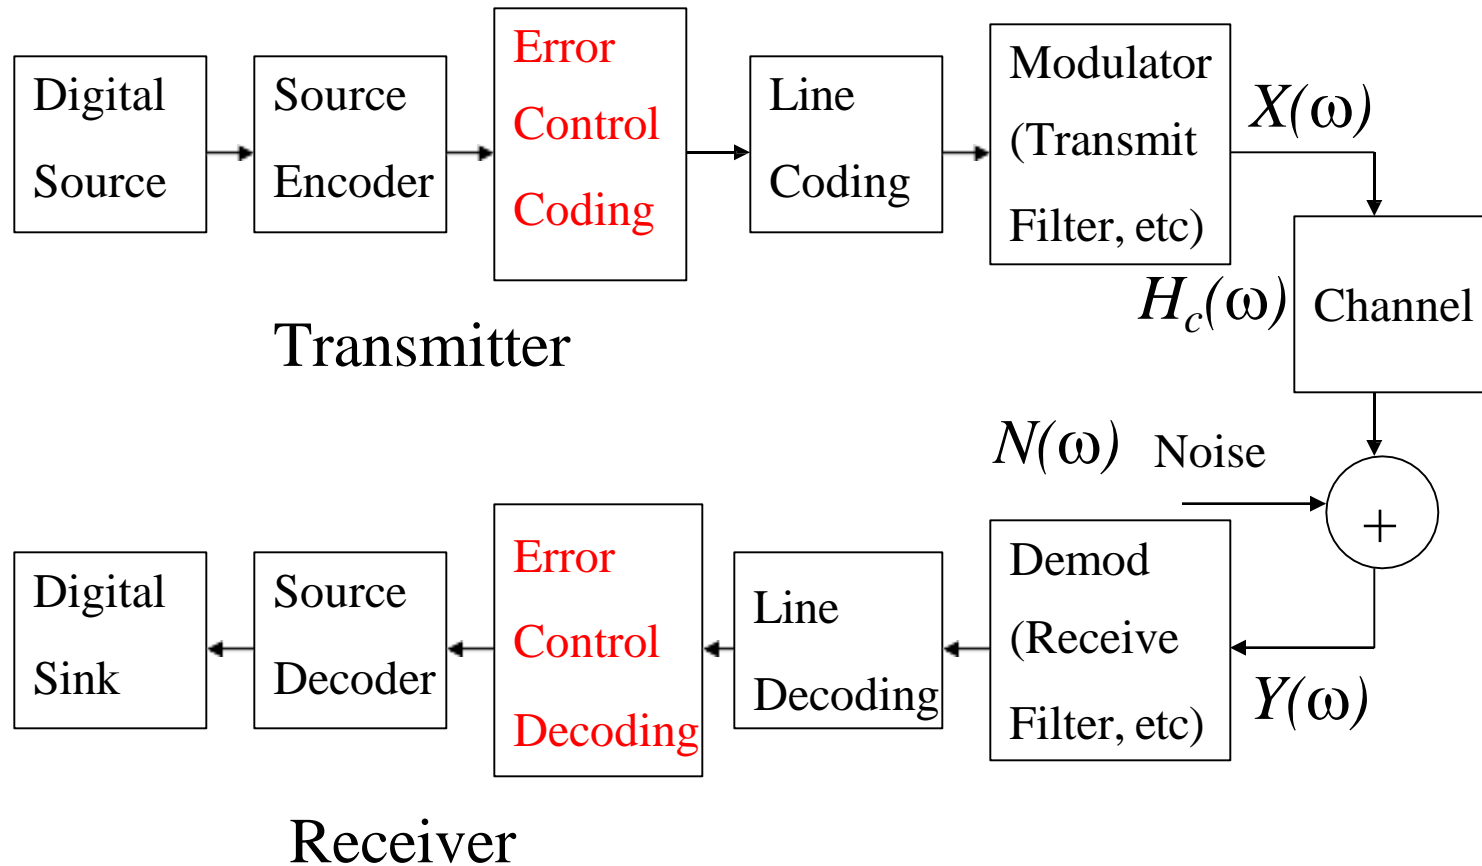 Digital
Source
Source
Encoder
Error
Control
Coding
Line
Coding
Modulator
(Transmit
Filter, etc)
X(ω)
Hc(ω)
Channel
Transmitter
N(ω)
Noise
+
Digital
Sink
Source
Decoder
Error
Control
Decoding
Line
Decoding
Demod
(Receive
Filter, etc)
Y(ω)
Receiver